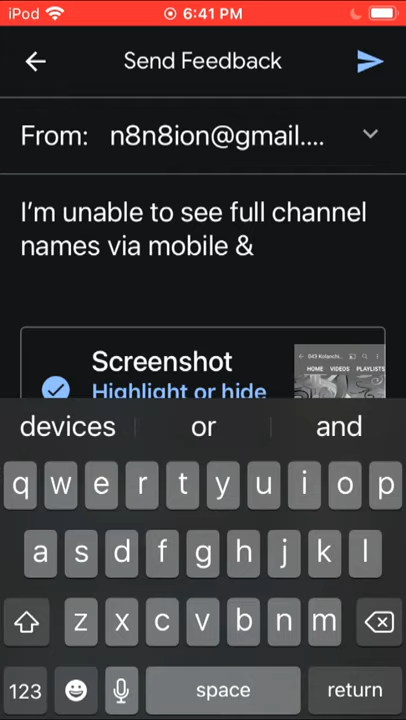 iPod 6:41 PM
Send Feedback
From: n8n8ion@gmail....
I'm unable to see full channel
names via mobile &
Screenshot
Highlight or hide
HOME VIDEOS PLAYLISTS
devices or and
q w e r t y u i o p
a s d f g h j k l
z x c v b n m
123 space return